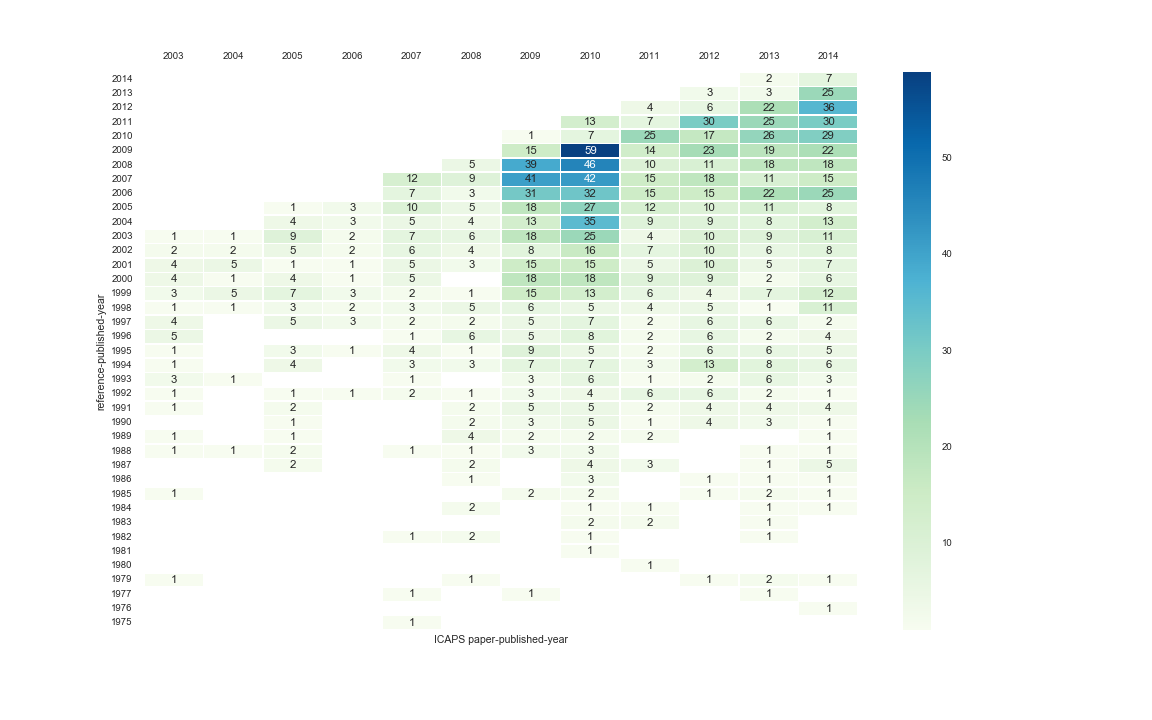 2003 2004 2005 2006 2007 2008 2009 2010 2011 2012 2013 2014
2014 2 7
2013 3 3 25
2012 4 6 22 36
2011 13 7 30 25 30
2010 1 7 25 17 26 29
2009 15 59 14 23 19 22
2008 5 39 46 10 11 18 18
2007 12 9 41 42 15 18 11 15
2006 7 3 31 32 15 15 22 25
2005 1 3 10 5 18 27 12 10 11 8
2004 4 3 5 4 13 35 9 9 8 13
2003 1 1 9 2 7 6 18 25 4 10 9 11
2002 2 2 5 2 6 4 8 16 7 10 6 8
2001 4 5 1 1 5 3 15 15 5 10 5 7
2000 4 1 4 1 5 18 18 9 9 2 6
1999 3 5 7 3 2 1 15 13 6 4 7 12
1998 1 1 3 2 3 5 6 5 4 5 1 11
1997 4 5 3 2 2 5 7 2 6 6 2
1996 5 1 6 5 8 2 6 2 4
1995 1 3 1 4 1 9 5 2 6 6 5
1994 1 4 3 3 7 7 3 13 8 6
1993 3 1 1 3 6 1 2 6 3
1992 1 1 1 2 1 3 4 6 6 2 1
1991 1 2 2 5 5 2 4 4 4
1990 1 2 3 5 1 4 3 1
1989 1 1 4 2 2 2 1
1988 1 1 2 1 1 3 3 1 1
1987 2 2 4 3 1 5
1986 1 3 1 1 1
1985 1 2 2 1 2 1
1984 2 1 1 1 1
1983 2 2 1
1982 1 2 1 1
1981 1
1980 1
1979 1 1 1 2 1
1977 1 1 1
1976 1
1975 1
reference-published-year
ICAPS paper-published-year
50
40
30
20
10